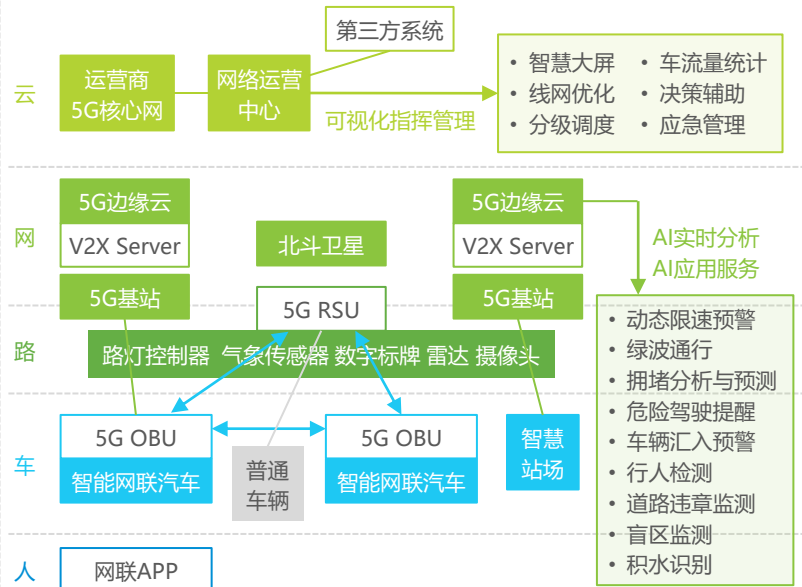 第三方系统
云
运营商
5G核心网
网络运营
中心
可视化指挥管理
• 智慧大屏
• 线网优化
• 分级调度
• 车流量统计
• 决策辅助
• 应急管理
网
5G边缘云
V2X Server
5G基站
北斗卫星
5G边缘云
V2X Server
5G基站
AI实时分析
AI应用服务
路
5G RSU
路灯控制器 气象传感器 数字标牌 雷达 摄像头
• 动态限速预警
• 绿波通行
• 拥堵分析与预测
• 危险驾驶提醒
• 车辆汇入预警
• 行人检测
• 道路违章监测
• 盲区监测
• 积水识别
车
5G OBU
智能网联汽车
普通
车辆
5G OBU
智能网联汽车
智慧
站场
人
网联APP